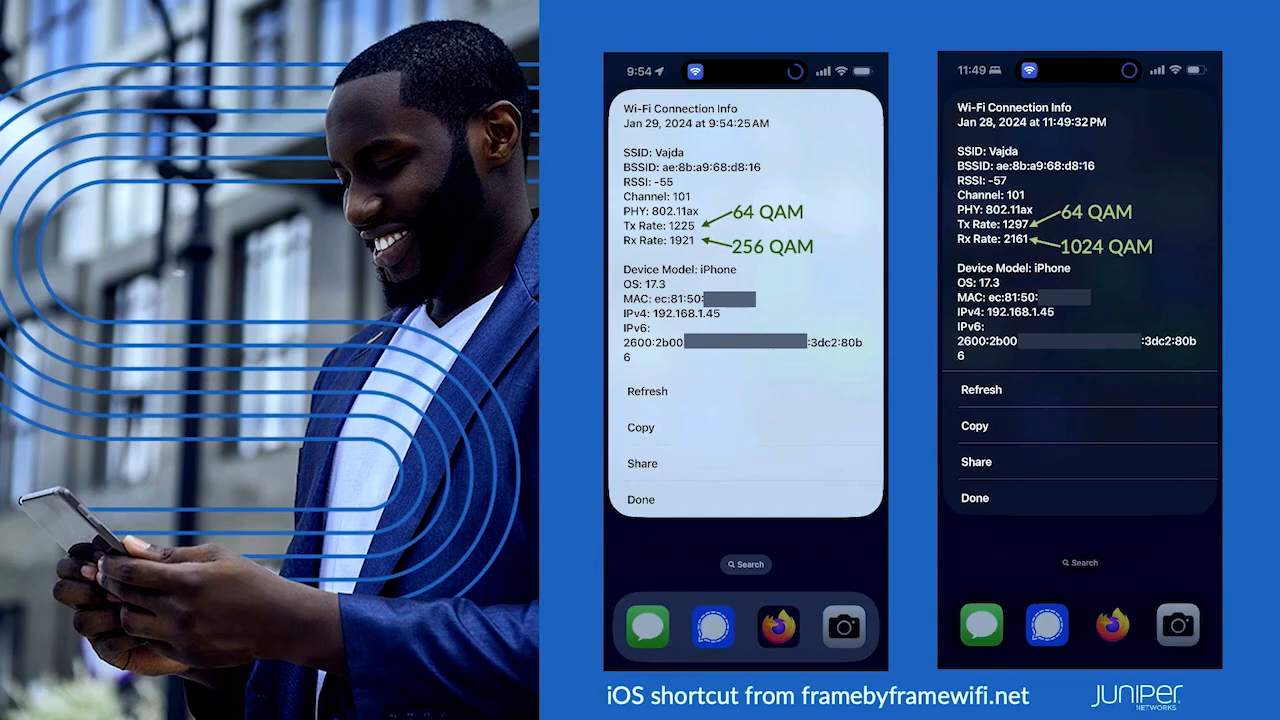 9:54
Wi-Fi Connection Info
Jan 29, 2024 at 9:54:25 AM
SSID: Vajda
BSSID: ae:8b:a9:68:d8:16
RSSI: -55
Channel: 101
PHY: 802.11ax
Tx Rate: 1225
64 QAM
Rx Rate: 1921
256 QAM
Device Model: iPhone
OS: 17.3
MAC: ec:81:50:
IPv4: 192.168.1.45
IPv6:
2600:2b00 :3dc2:80b
6
Refresh
Copy
Share
Done
Search
11:49
Wi-Fi Connection Info
Jan 28, 2024 at 11:49:32 PM
SSID: Vajda
BSSID: ae:8b:a9:68:d8:16
RSSI: -57
Channel: 101
PHY: 802.11ax
Tx Rate: 1297
64 QAM
Rx Rate: 2161
1024 QAM
Device Model: iPhone
OS: 17.3
MAC: ec:81:50:
IPv4: 192.168.1.45
IPv6:
2600:2b00 :3dc2:80b
6
Refresh
Copy
Share
Done
Search
iOS shortcut from framebyframewifi.net
JUNIPER
NETWORKS